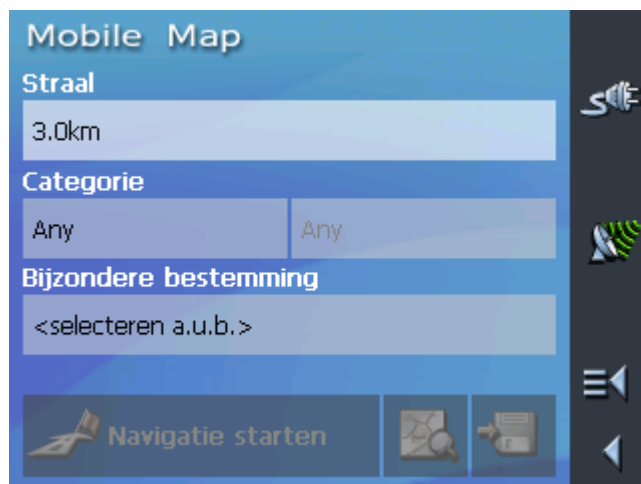 Mobile Map
Straal
3.0km
Categorie
Any Any
Bijzondere bestemming
<selecteren a.u.b.>
Navigatie starten